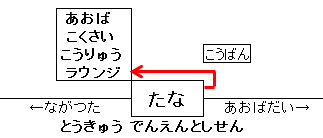 あおば
こくさい
こうりゅう
ラウンジ
こうばん
たな
←ながつた
あおばだい→
とうきゅう でんえんとしせん